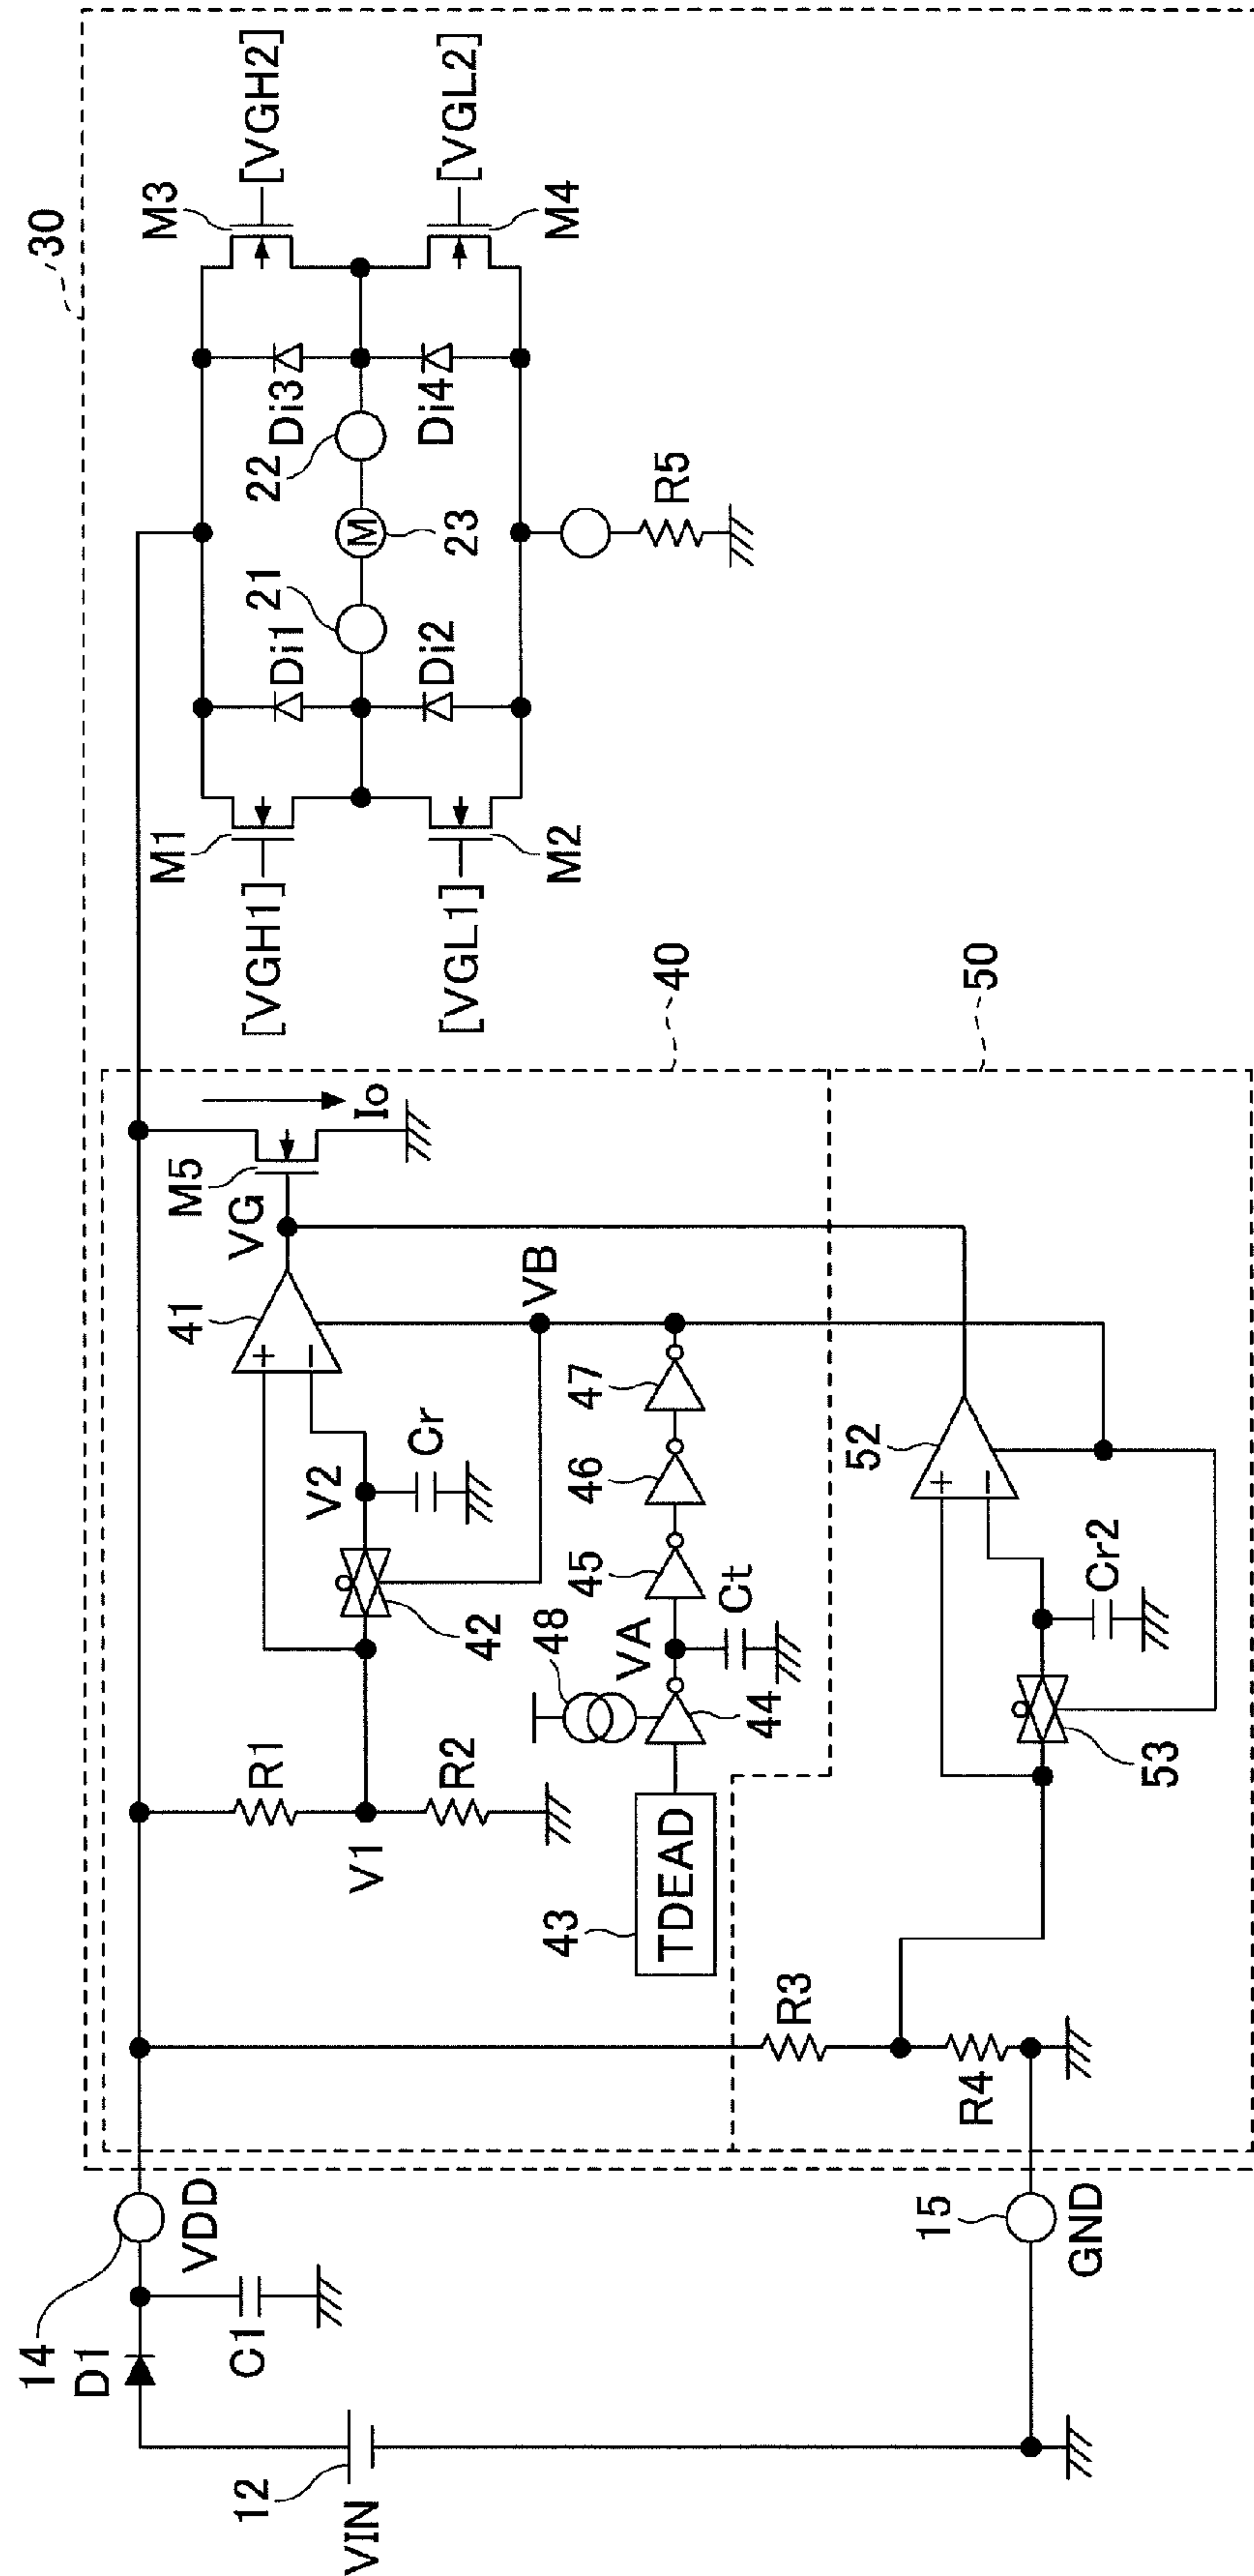 30
M3
[VGH2]
M1
[VGH1]
Di1
21
22
Di3
M
23
Di2
Di4
[VGL1]
M2
M4
[VGL2]
R5
14
VDD
D1
C1
12
VIN
15
GND
40
M5
VG
Io
41
+
−
VB
R1
V1
R2
V2
42
Cr
43
TDEAD
48
VA
44
Ct
45
46
47
50
R3
R4
52
+
−
53
Cr2